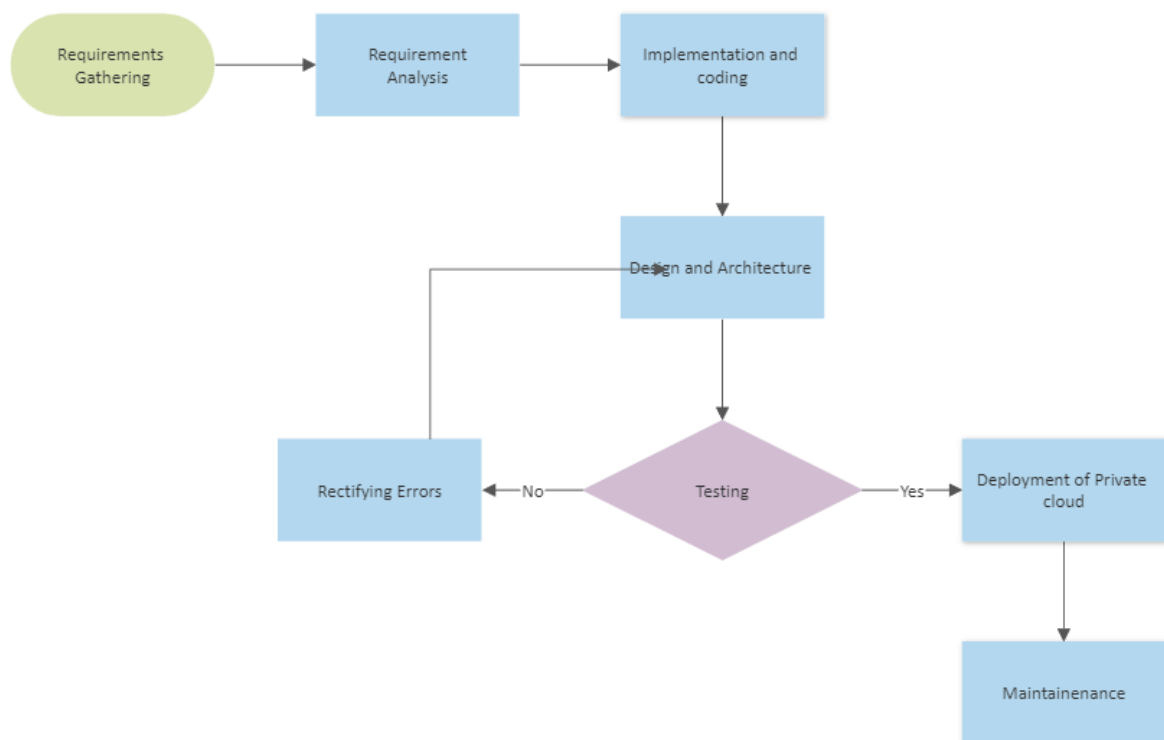 Requirements
Gathering
Requirement
Analysis
Implementation and
coding
Design and Architecture
Rectifying Errors
No
Testing
Yes
Deployment of Private
cloud
Maintainenance